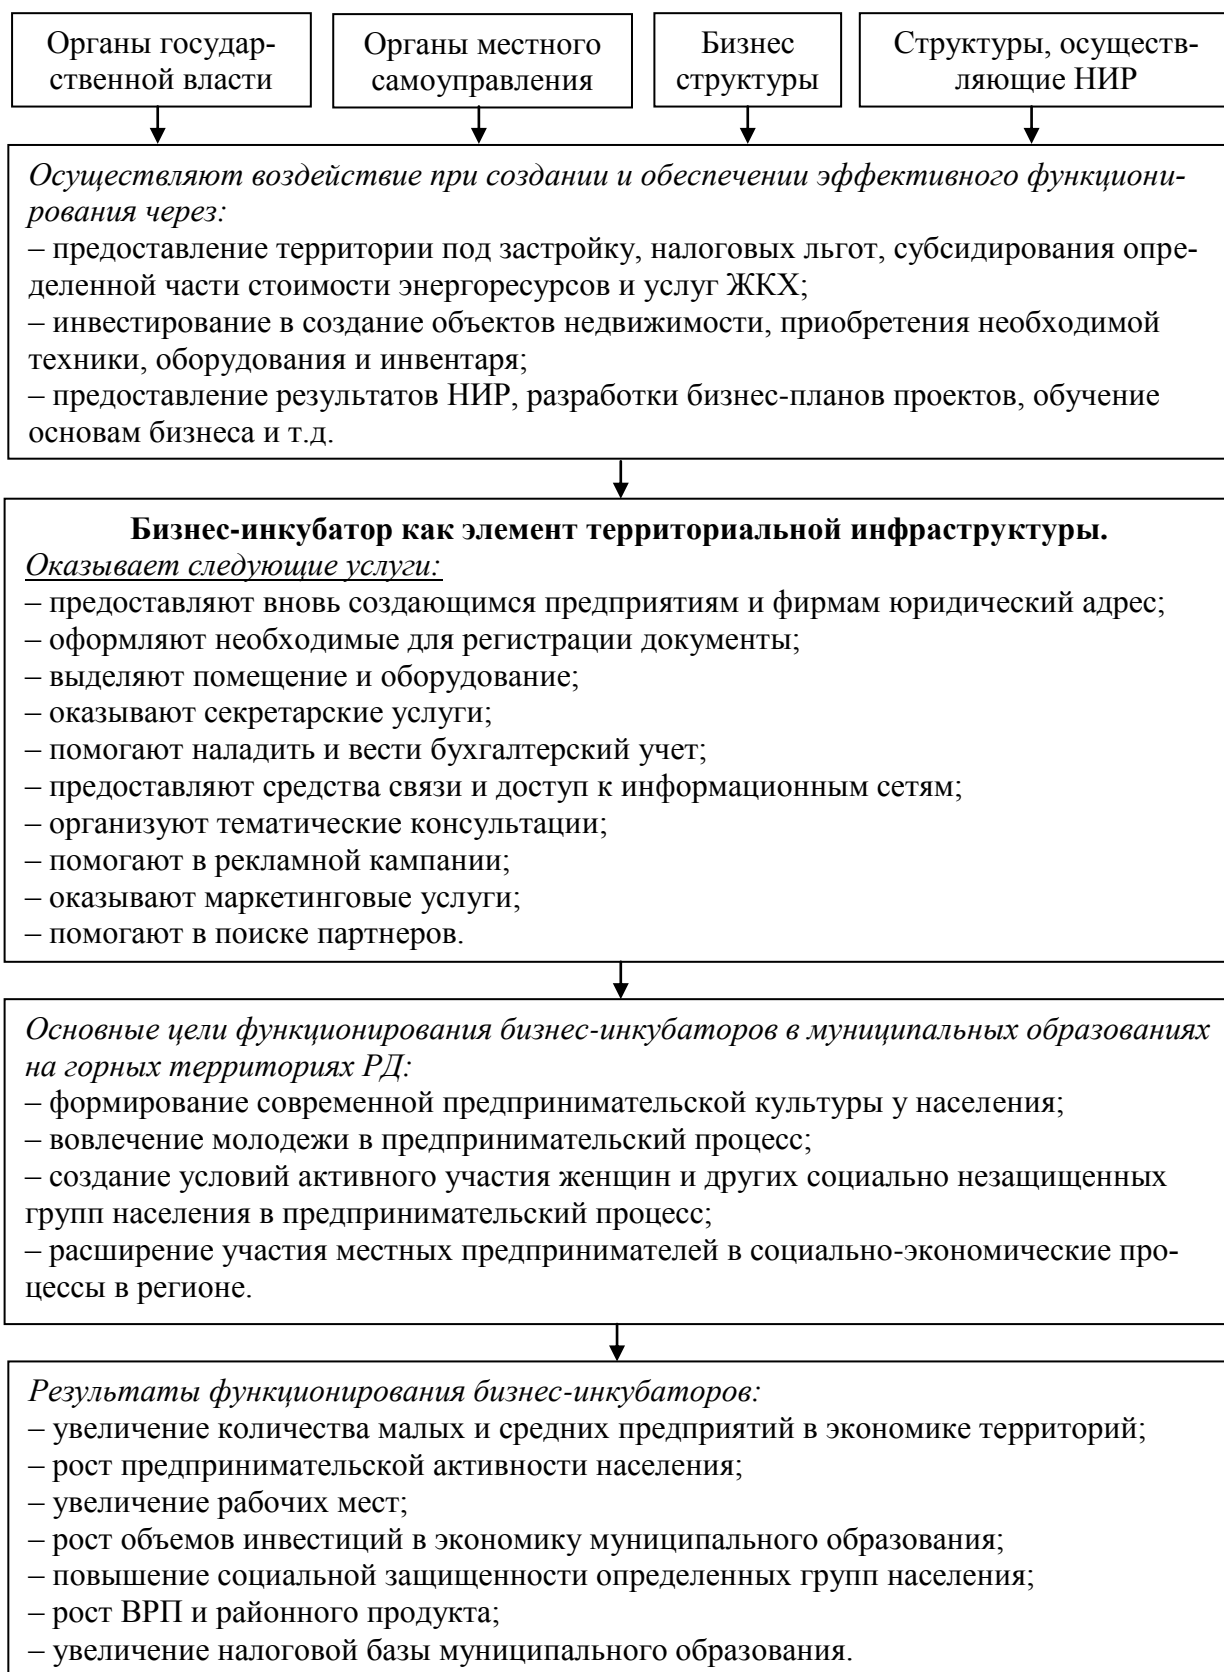 Органы государ-
ственной власти
Органы местного
самоуправления
Бизнес
структуры
Структуры, осуществ-
ляющие НИР
Осуществляют воздействие при создании и обеспечении эффективного функциони-
рования через:
– предоставление территории под застройку, налоговых льгот, субсидирования опре-
деленной части стоимости энергоресурсов и услуг ЖКХ;
– инвестирование в создание объектов недвижимости, приобретения необходимой
техники, оборудования и инвентаря;
– предоставление результатов НИР, разработки бизнес-планов проектов, обучение
основам бизнеса и т.д.
Бизнес-инкубатор как элемент территориальной инфраструктуры.
Оказывает следующие услуги:
– предоставляют вновь создающимся предприятиям и фирмам юридический адрес;
– оформляют необходимые для регистрации документы;
– выделяют помещение и оборудование;
– оказывают секретарские услуги;
– помогают наладить и вести бухгалтерский учет;
– предоставляют средства связи и доступ к информационным сетям;
– организуют тематические консультации;
– помогают в рекламной кампании;
– оказывают маркетинговые услуги;
– помогают в поиске партнеров.
Основные цели функционирования бизнес-инкубаторов в муниципальных образованиях
на горных территориях РД:
– формирование современной предпринимательской культуры у населения;
– вовлечение молодежи в предпринимательский процесс;
– создание условий активного участия женщин и других социально незащищенных
групп населения в предпринимательский процесс;
– расширение участия местных предпринимателей в социально-экономические про-
цессы в регионе.
Результаты функционирования бизнес-инкубаторов:
– увеличение количества малых и средних предприятий в экономике территорий;
– рост предпринимательской активности населения;
– увеличение рабочих мест;
– рост объемов инвестиций в экономику муниципального образования;
– повышение социальной защищенности определенных групп населения;
– рост ВРП и районного продукта;
– увеличение налоговой базы муниципального образования.